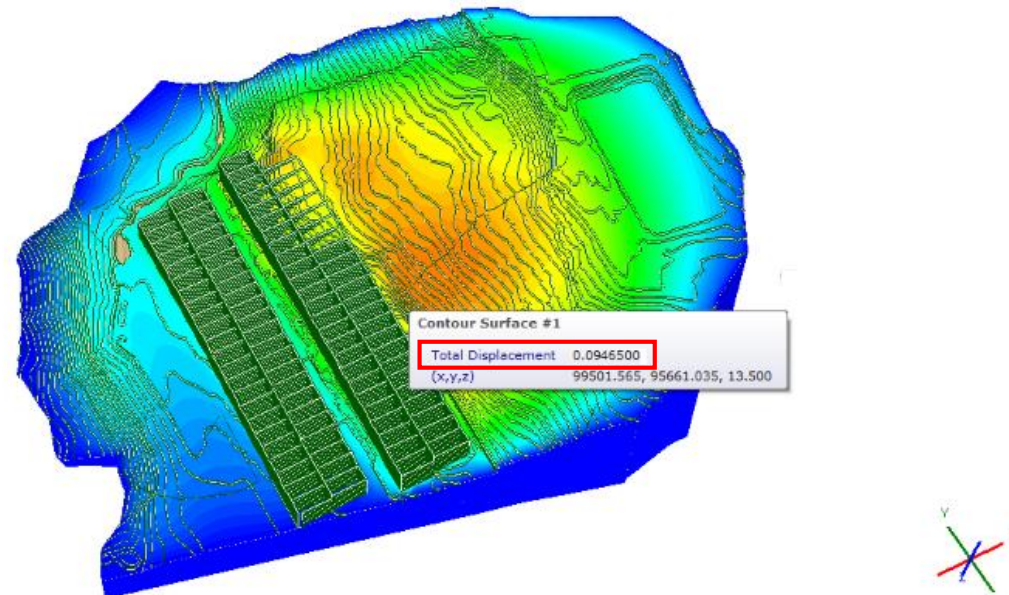 Contour Surface #1
Total Displacement 0.0946500
(x,y,z) 99501.565, 95661.035, 13.500
Y
Z